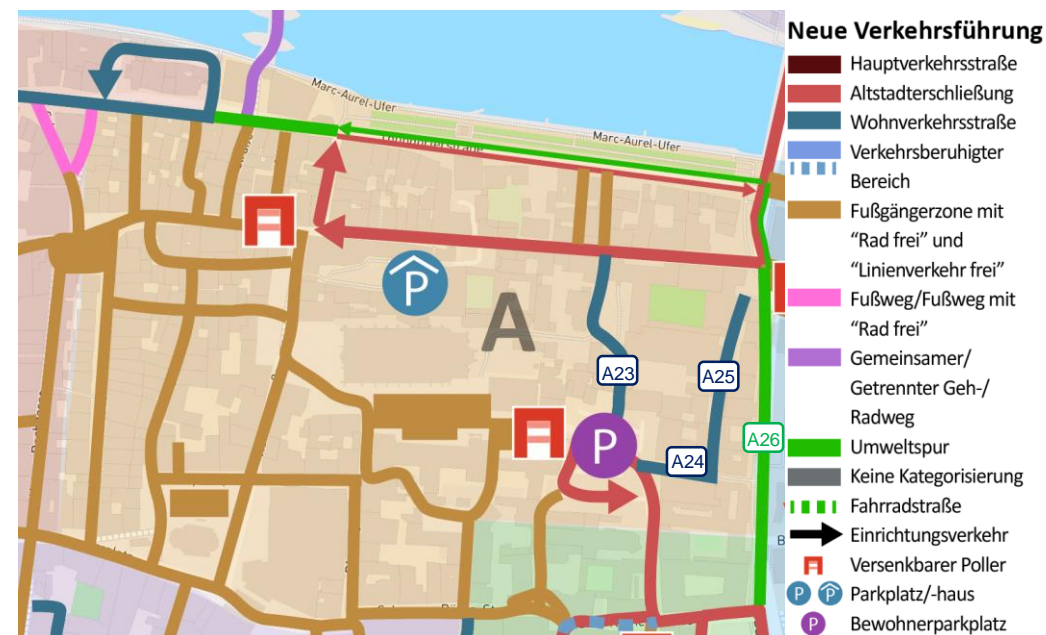 Marc-Aurel-Ufer
Marc-Aurel-Ufer
A
P
A23
A25
A26
A24
P
Neue Verkehrsführung
Hauptverkehrsstraße
Altstadterschließung
Wohnverkehrsstraße
Verkehrsberuhigter
Bereich
Fußgängerzone mit
“Rad frei” und
“Linienverkehr frei”
Fußweg/Fußweg mit
“Rad frei”
Gemeinsamer/
Getrennter Geh-/
Radweg
Umweltspur
Keine Kategorisierung
Fahrradstraße
Einrichtungsverkehr
Versenkbarer Poller
P P Parkplatz/-haus
P Bewohnerparkplatz